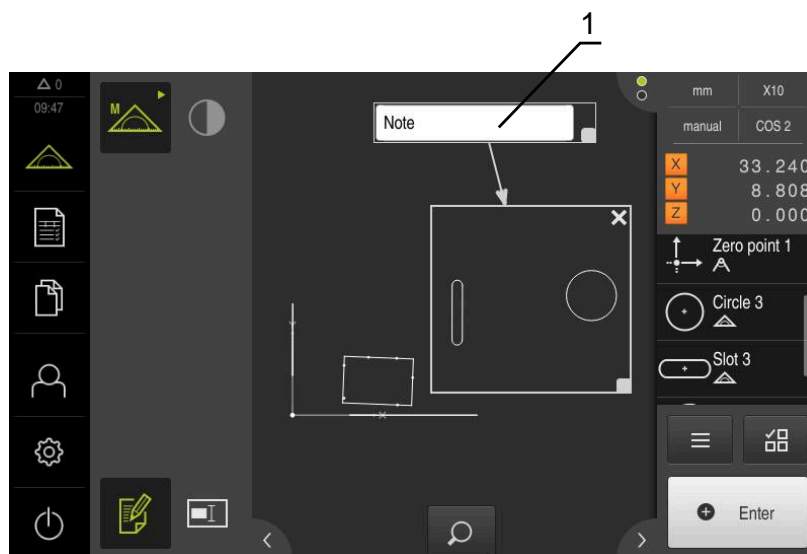 1
0
09:47
M
Note
mm X10
manual COS 2
X 33.240
Y 8.808
Z 0.000
Zero point 1
Circle 3
Slot 3
Enter